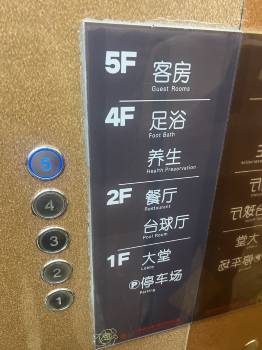 5F 客房
Guest Rooms
4F 足浴
Foot Bath
养生
Health Preservation
2F 餐厅
Restaurant
台球厅
Pool Room
1F 大堂
Lobby
P停车场
Parking
5
4
3
2
1